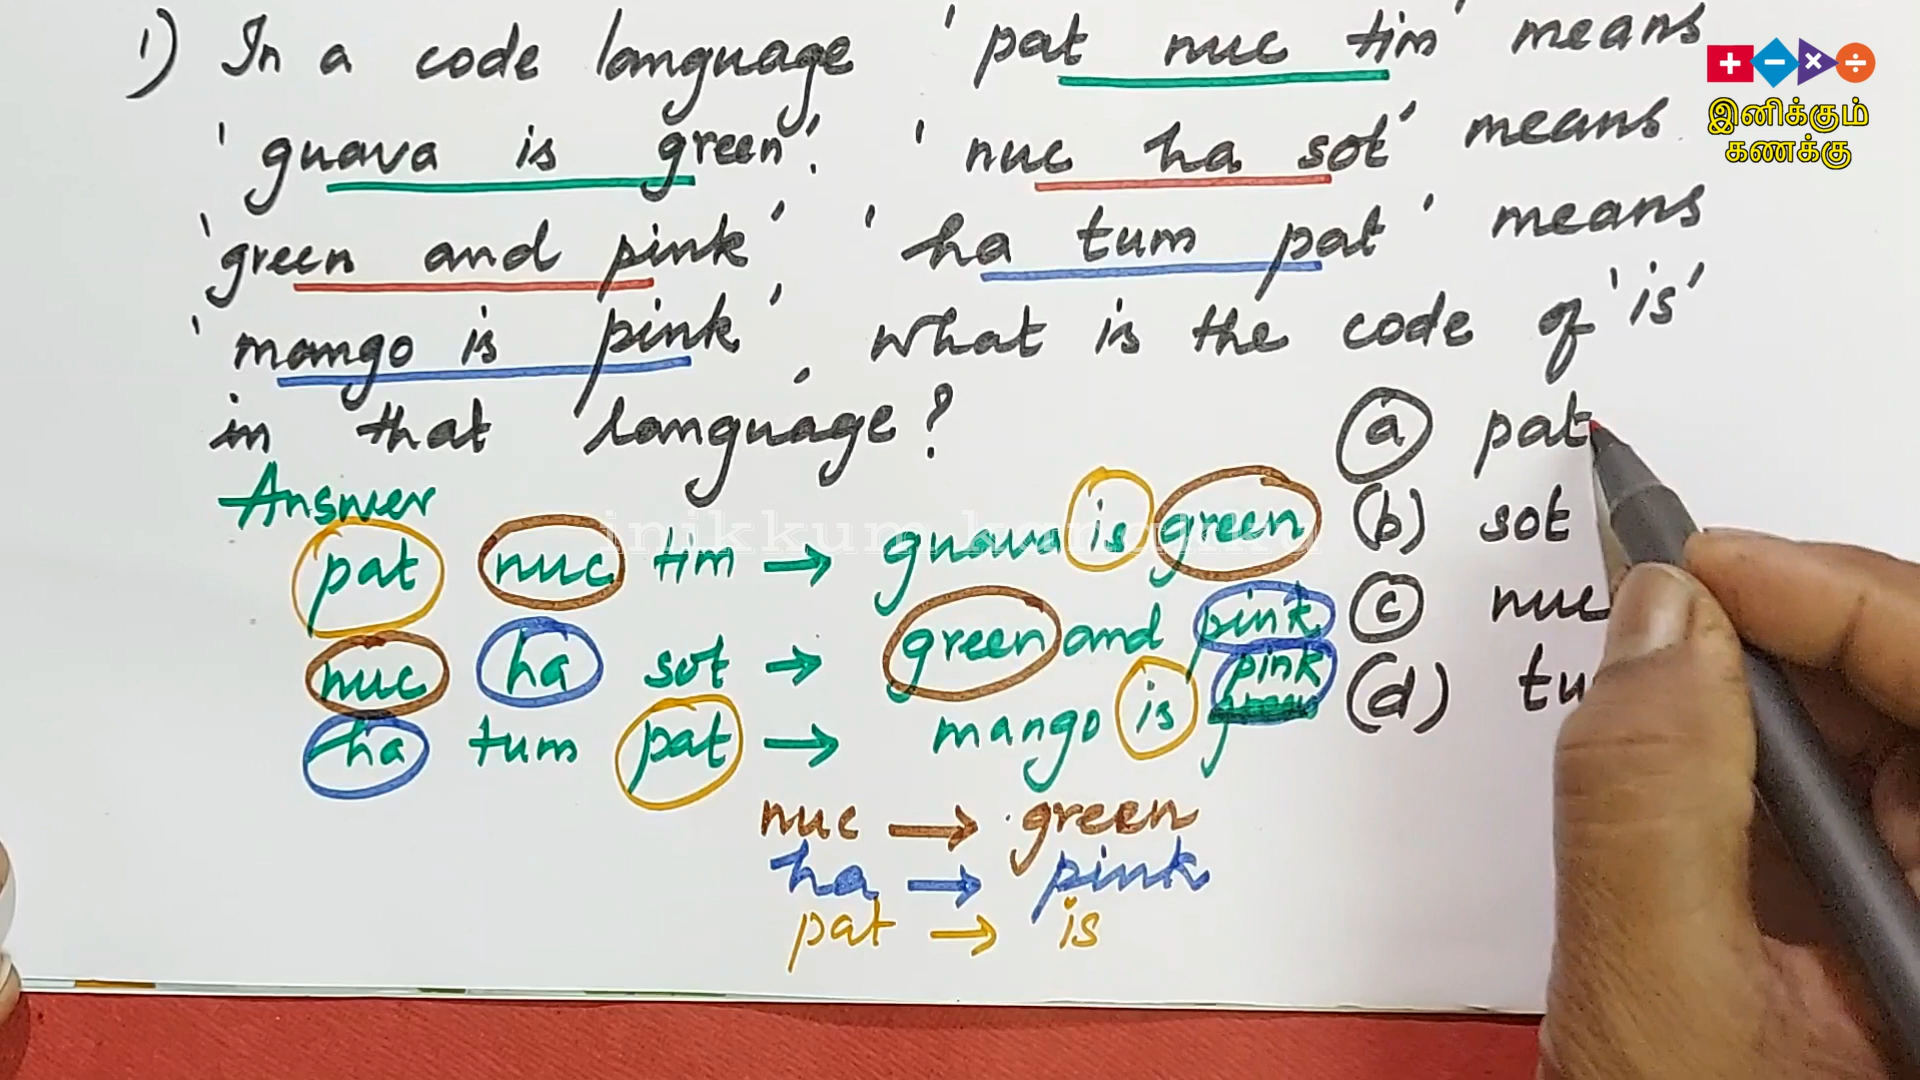 1) In a code language 'pat nuc tim' means
'guava is green'. 'nuc ha sot' means
'green and pink', 'ha tum pat' means
'mango is pink', what is the code of 'is'
in that language?
(a) pat
(b) sot
(c) nuc
(d)
Answer
pat nuc tim → guava is green
nuc ha sot → green and pink
ha tum pat → mango is pink
nuc → green
ha → pink
pat → is
+ − × ÷
இனிக்கும்
கணக்கு